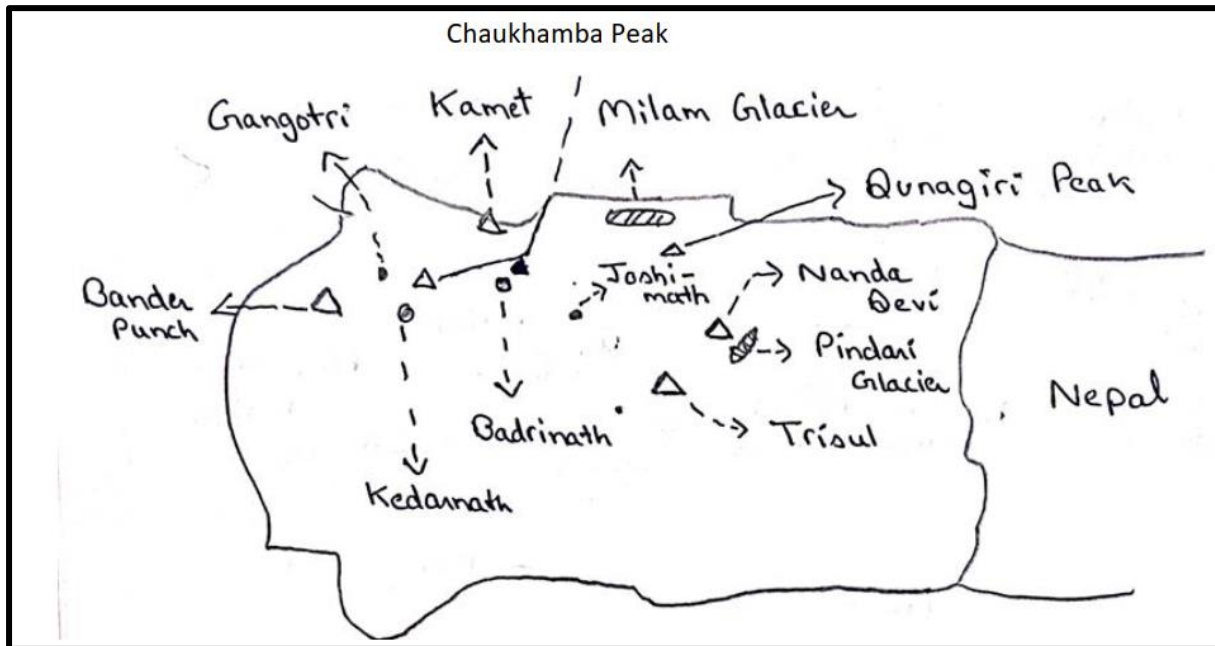 Chaukhamba Peak
Gangotri
Kamet
Milam Glacier
Qunagiri Peak
Joshi-
math
Nanda
Devi
Bander
Punch
Pindari
Glacier
Nepal
Badrinath
Trisul
Kedarnath